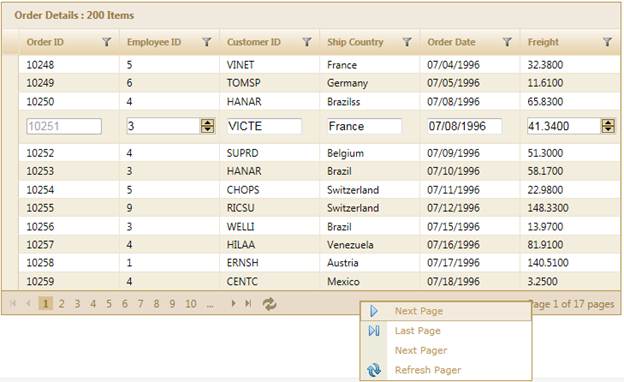 Order Details : 200 Items
Order ID Employee ID Customer ID Ship Country Order Date Freight
10248 5 VINET France 07/04/1996 32.3800
10249 6 TOMSP Germany 07/05/1996 11.6100
10250 4 HANAR Brazilss 07/08/1996 65.8300
10251 3 VICTE France 07/08/1996 41.3400
10252 4 SUPRD Belgium 07/09/1996 51.3000
10253 3 HANAR Brazil 07/10/1996 58.1700
10254 5 CHOPS Switzerland 07/11/1996 22.9800
10255 9 RICSU Switzerland 07/12/1996 148.3300
10256 3 WELLI Brazil 07/15/1996 13.9700
10257 4 HILAA Venezuela 07/16/1996 81.9100
10258 1 ERNSH Austria 07/17/1996 140.5100
10259 4 CENTC Mexico 07/18/1996 3.2500
1 2 3 4 5 6 7 8 9 10 ... Page 1 of 17 pages
Next Page
Last Page
Next Pager
Refresh Pager